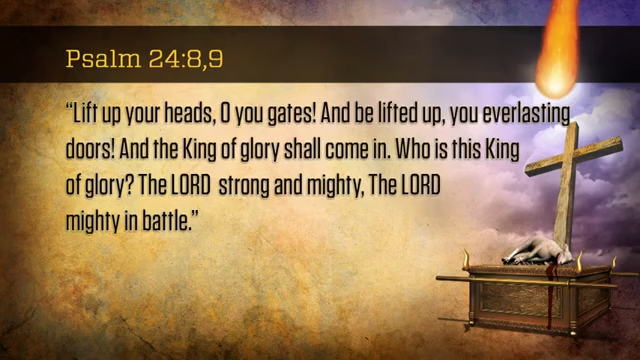 Psalm 24:8,9
“Lift up your heads, O you gates! And be lifted up, you everlasting
doors! And the King of glory shall come in. Who is this King
of glory? The LORD strong and mighty, The LORD
mighty in battle.”